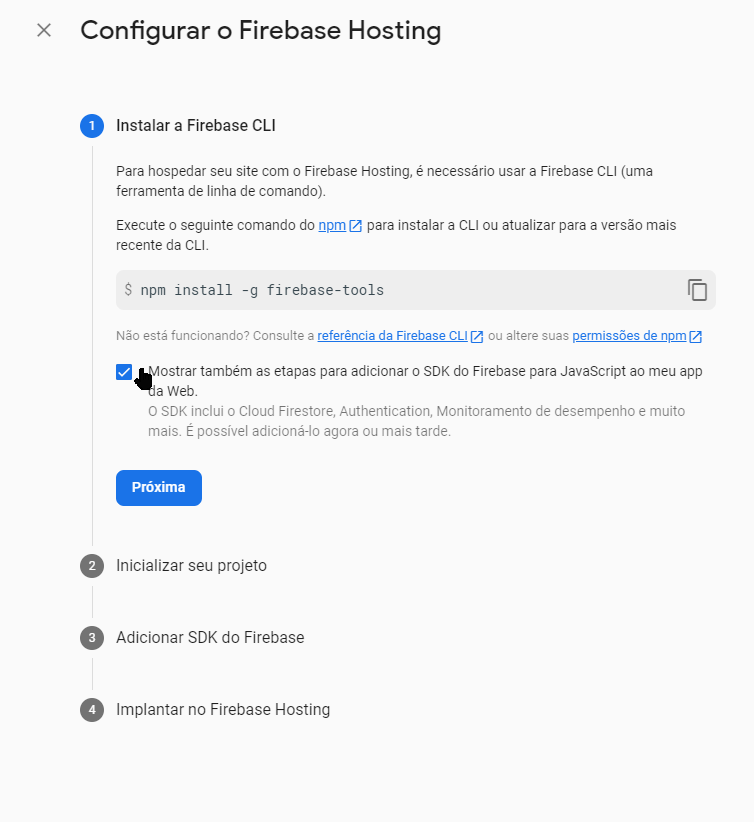 Configurar o Firebase Hosting
1 Instalar a Firebase CLI
Para hospedar seu site com o Firebase Hosting, é necessário usar a Firebase CLI (uma
ferramenta de linha de comando).
Execute o seguinte comando do npm para instalar a CLI ou atualizar para a versão mais
recente da CLI.
$ npm install -g firebase-tools
Não está funcionando? Consulte a referência da Firebase CLI ou altere suas permissões de npm
Mostrar também as etapas para adicionar o SDK do Firebase para JavaScript ao meu app
da Web.
O SDK inclui o Cloud Firestore, Authentication, Monitoramento de desempenho e muito
mais. É possível adicioná-lo agora ou mais tarde.
Próxima
2 Inicializar seu projeto
3 Adicionar SDK do Firebase
4 Implantar no Firebase Hosting